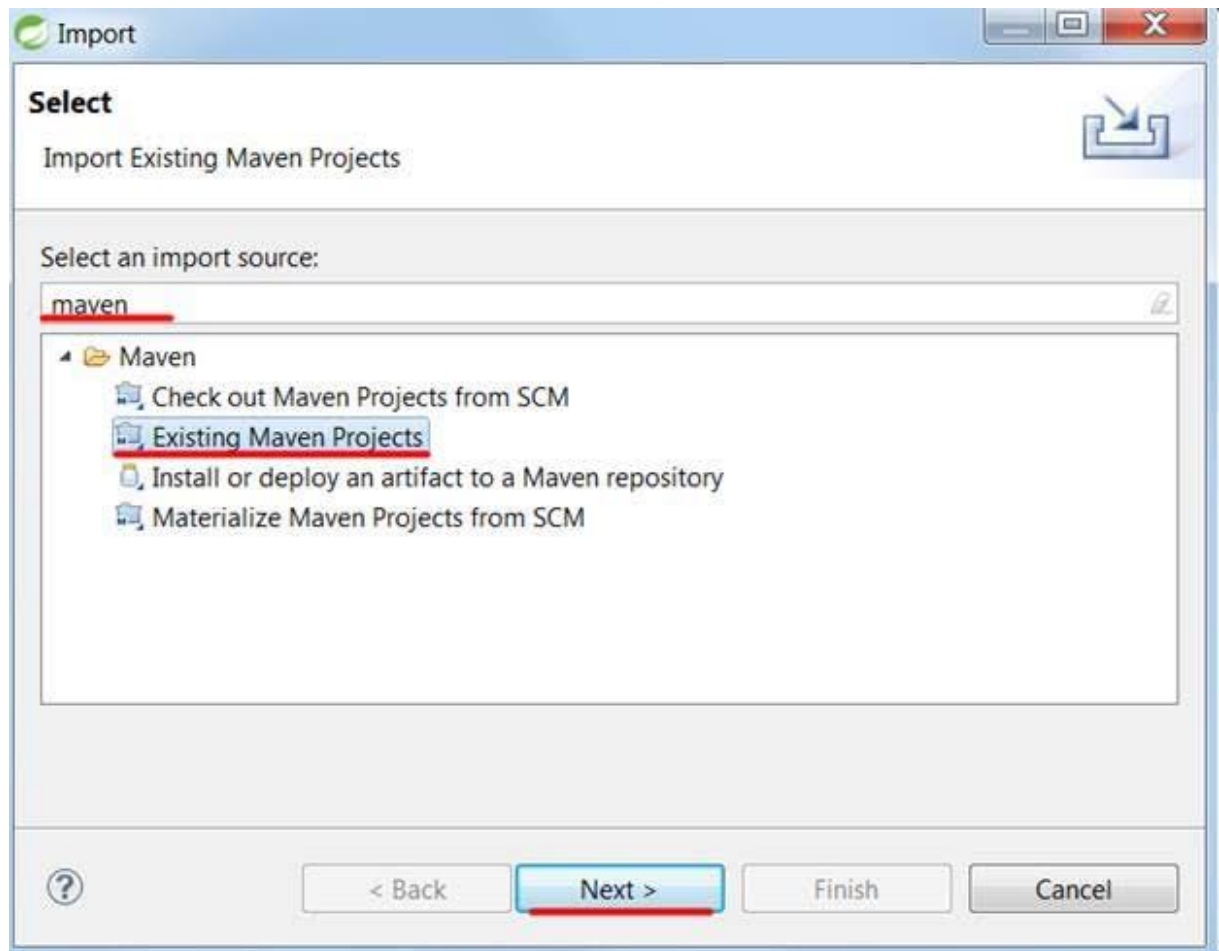 Import
Select
Import Existing Maven Projects
Select an import source:
maven
Maven
Check out Maven Projects from SCM
Existing Maven Projects
Install or deploy an artifact to a Maven repository
Materialize Maven Projects from SCM
< Back Next > Finish Cancel